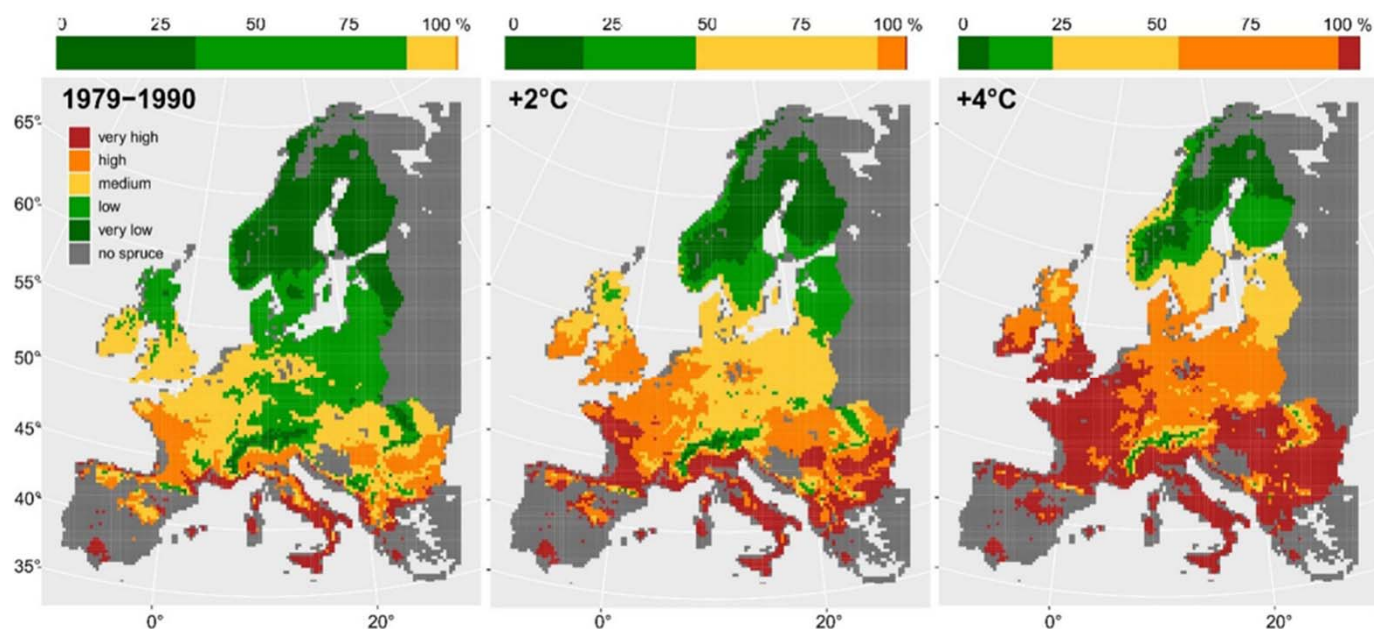 0 25 50 75 100 %
0 25 50 75 100 %
0 25 50 75 100 %
1979−1990
very high
high
medium
low
very low
no spruce
+2°C
+4°C
65°
60°
55°
50°
45°
40°
35°
0° 20°
0° 20°
0° 20°